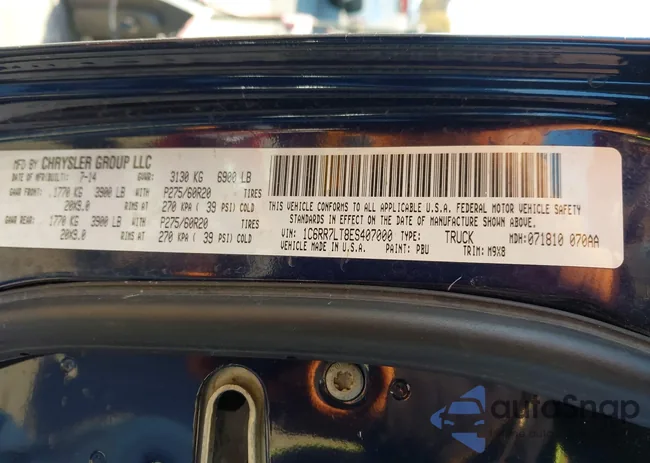 MFD BY CHRYSLER GROUP LLC
DATE OF MFR/BUILT: 7-14 GVWR: 3130 KG 6900 LB
GAWR FRONT: 1770 KG 3900 LB WITH P275/60R20 TIRES
20X9.0 RIMS AT 270 KPA ( 39 PSI) COLD
GAWR REAR: 1770 KG 3900 LB WITH P275/60R20 TIRES
20X9.0 RIMS AT 270 KPA ( 39 PSI) COLD
THIS VEHICLE CONFORMS TO ALL APPLICABLE U.S.A. FEDERAL MOTOR VEHICLE SAFETY
STANDARDS IN EFFECT ON THE DATE OF MANUFACTURE SHOWN ABOVE.
VIN: 1C6RR7LT8ES407000 TYPE: TRUCK MDH: 071810 070AA
MADE IN U.S.A. PAINT: PBU TRIM: M9X8
autoSnap